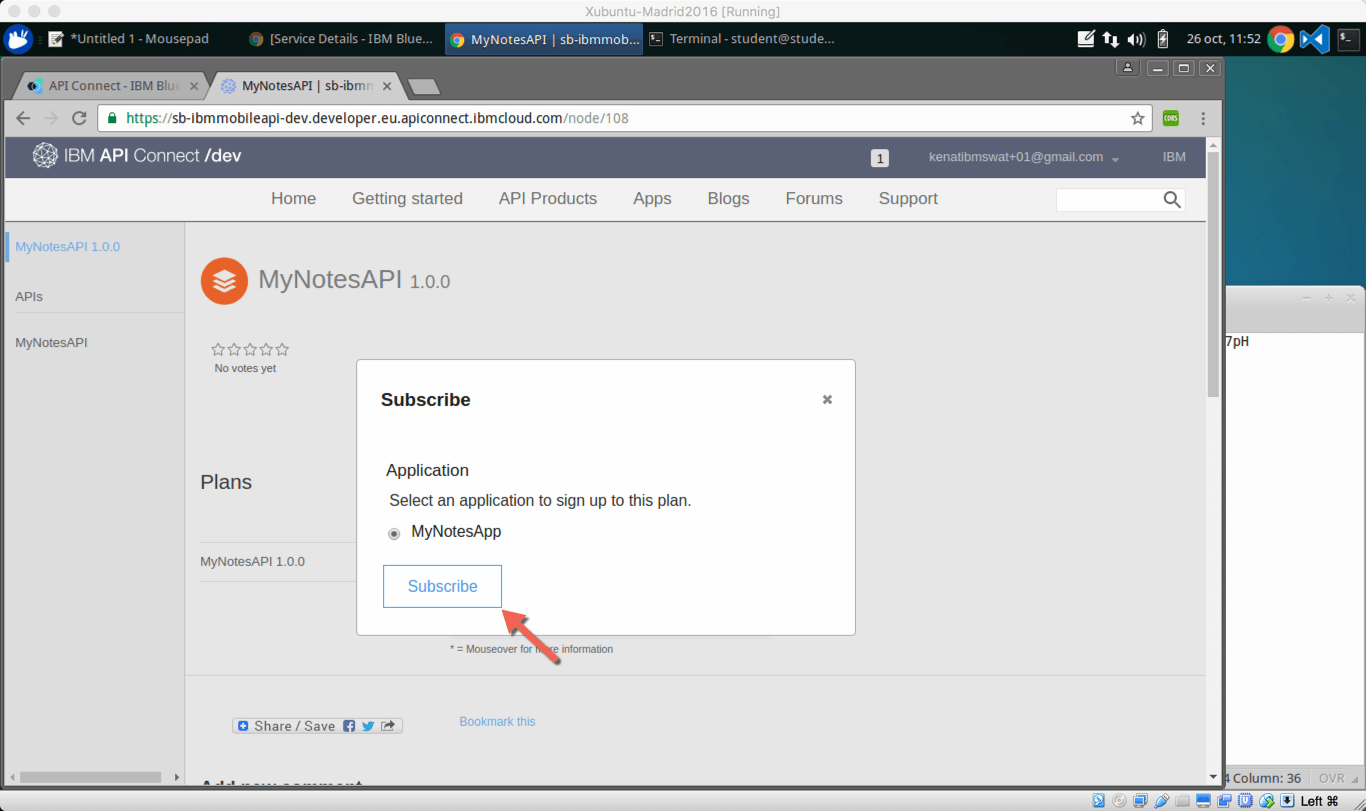 Xubuntu-Madrid2016 [Running]
*Untitled 1 - Mousepad
[Service Details - IBM Blue...
MyNotesAPI | sb-ibmmob...
Terminal - student@stude...
26 oct, 11:52
API Connect - IBM Blue
MyNotesAPI | sb-ibmm
https://sb-ibmmobileapi-dev.developer.eu.apiconnect.ibmcloud.com/node/108
CORS
IBM API Connect /dev
1
kenatibmswat+01@gmail.com
IBM
Home
Getting started
API Products
Apps
Blogs
Forums
Support
MyNotesAPI 1.0.0
APIs
MyNotesAPI
MyNotesAPI 1.0.0
No votes yet
7pH
Subscribe
Application
Select an application to sign up to this plan.
MyNotesApp
Subscribe
Plans
MyNotesAPI 1.0.0
* = Mouseover for more information
Share / Save
Bookmark this
Add new comment
4 Column: 36
OVR
Left ⌘